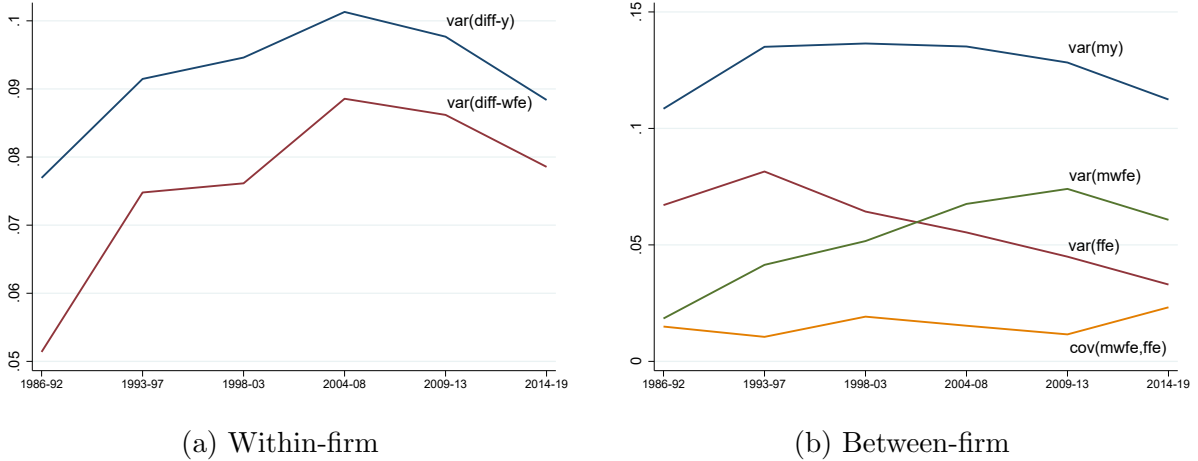 .1
.09
.08
.07
.06
.05
var(diff-y)
var(diff-wfe)
1986-92 1993-97 1998-03 2004-08 2009-13 2014-19
(a) Within-firm
.15
.1
.05
0
var(my)
var(mwfe)
var(ffe)
cov(mwfe,ffe)
1986-92 1993-97 1998-03 2004-08 2009-13 2014-19
(b) Between-firm